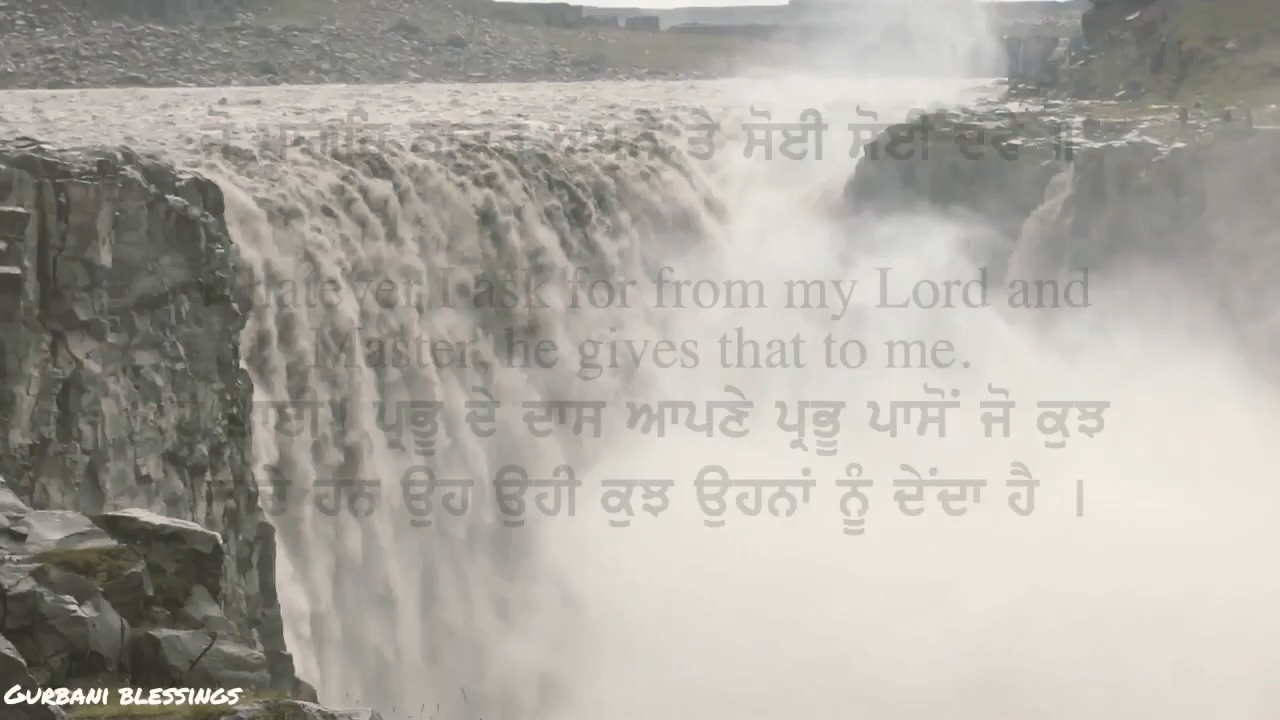 ਤੇ ਸੋਈ ਸੋਈ ਦੇਵੈ ॥
Whatever I ask for from my Lord and
Master, he gives that to me.
ਪ੍ਰਭੂ ਦੇ ਦਾਸ ਆਪਣੇ ਪ੍ਰਭੂ ਪਾਸੋਂ ਜੋ ਕੁਝ
ਹਨ ਉਹ ਉਹੀ ਕੁਝ ਉਹਨਾਂ ਨੂੰ ਦੇਂਦਾ ਹੈ ।
GURBANI BLESSINGS